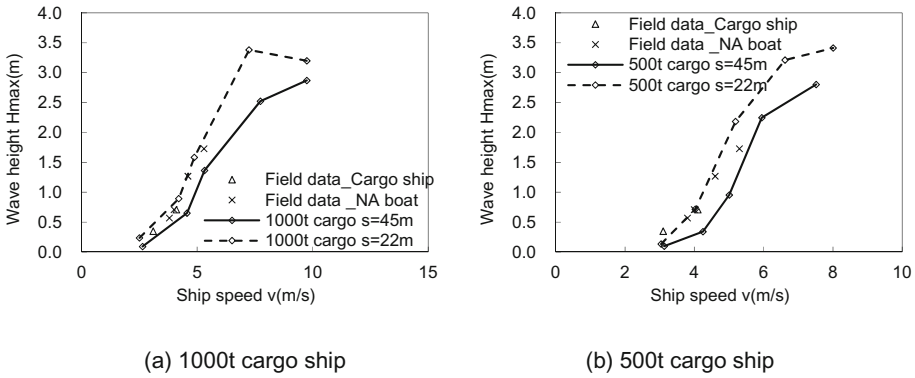 4.0
3.5
3.0
2.5
2.0
1.5
1.0
0.5
0.0
Wave height Hmax(m)
Field data_Cargo ship
Field data _NA boat
1000t cargo s=45m
1000t cargo s=22m
0 5 10 15
Ship speed v(m/s)
(a) 1000t cargo ship
4.0
3.5
3.0
2.5
2.0
1.5
1.0
0.5
0.0
Wave height Hmax(m)
Field data_Cargo ship
Field data _NA boat
500t cargo s=45m
500t cargo s=22m
0 2 4 6 8 10
Ship speed v(m/s)
(b) 500t cargo ship